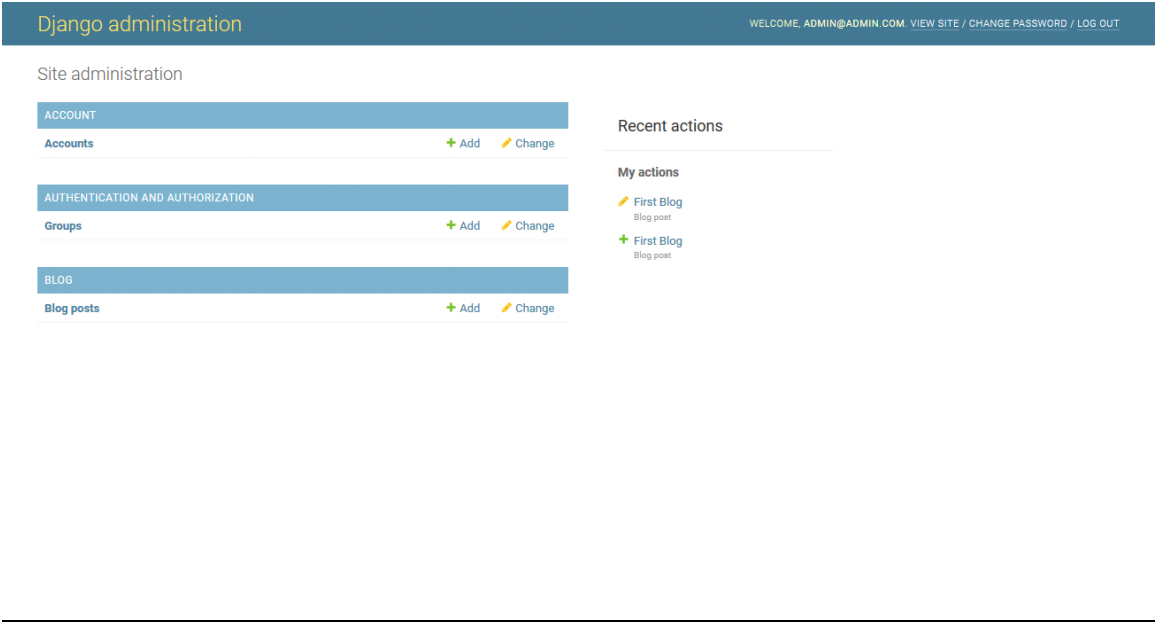 Django administration
WELCOME, ADMIN@ADMIN.COM. VIEW SITE / CHANGE PASSWORD / LOG OUT
Site administration
ACCOUNT
Accounts Add Change
AUTHENTICATION AND AUTHORIZATION
Groups Add Change
BLOG
Blog posts Add Change
Recent actions
My actions
First Blog
Blog post
First Blog
Blog post